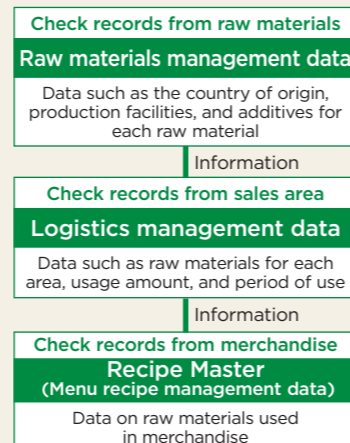 Check records from raw materials
Raw materials management data
Data such as the country of origin,
production facilities, and additives for
each raw material
Information
Check records from sales area
Logistics management data
Data such as raw materials for each
area, usage amount, and period of use
Information
Check records from merchandise
Recipe Master
(Menu recipe management data)
Data on raw materials used
in merchandise